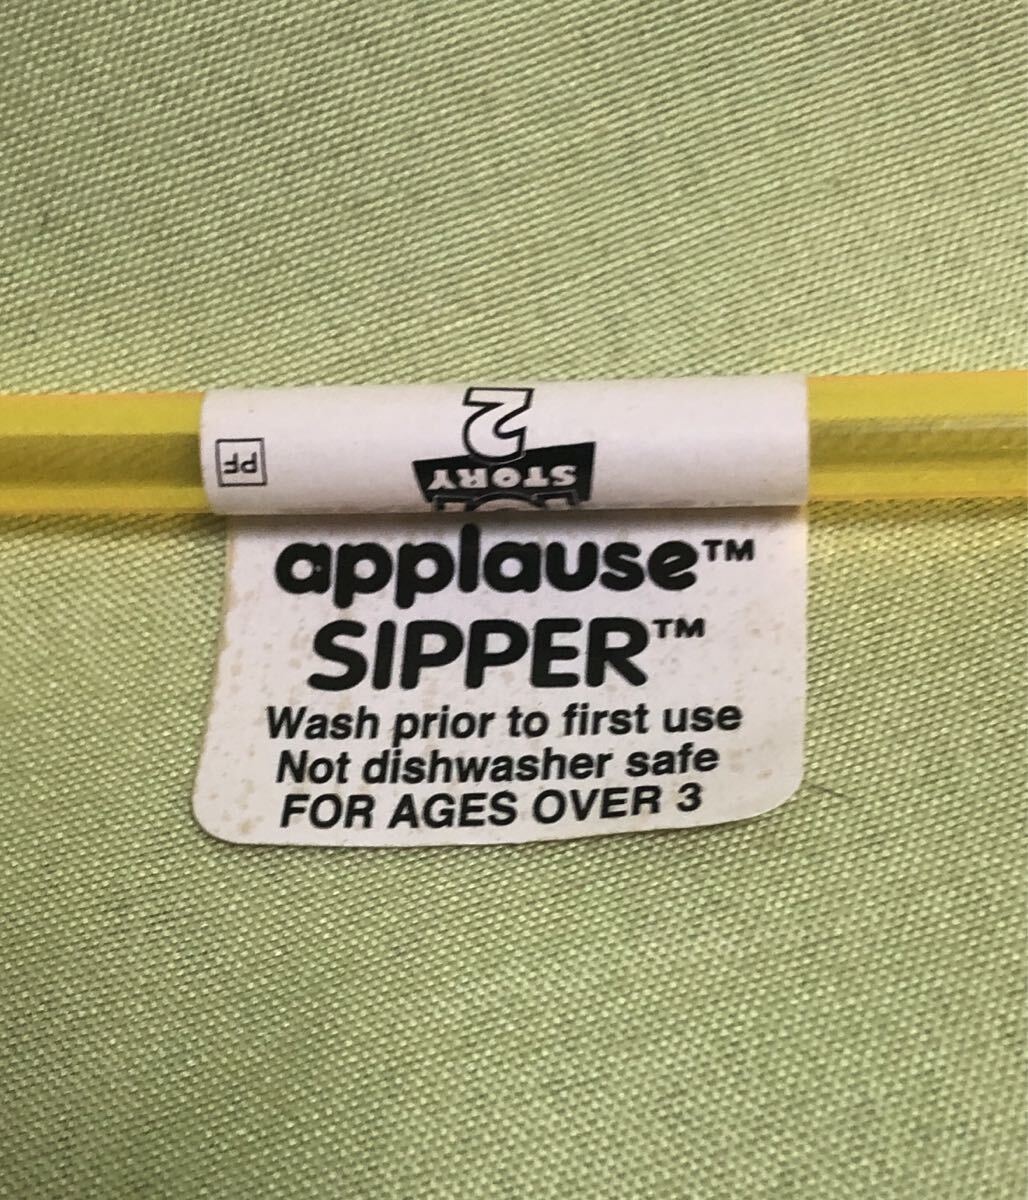 2
STORY
PF
applause™
SIPPER™
Wash prior to first use
Not dishwasher safe
FOR AGES OVER 3